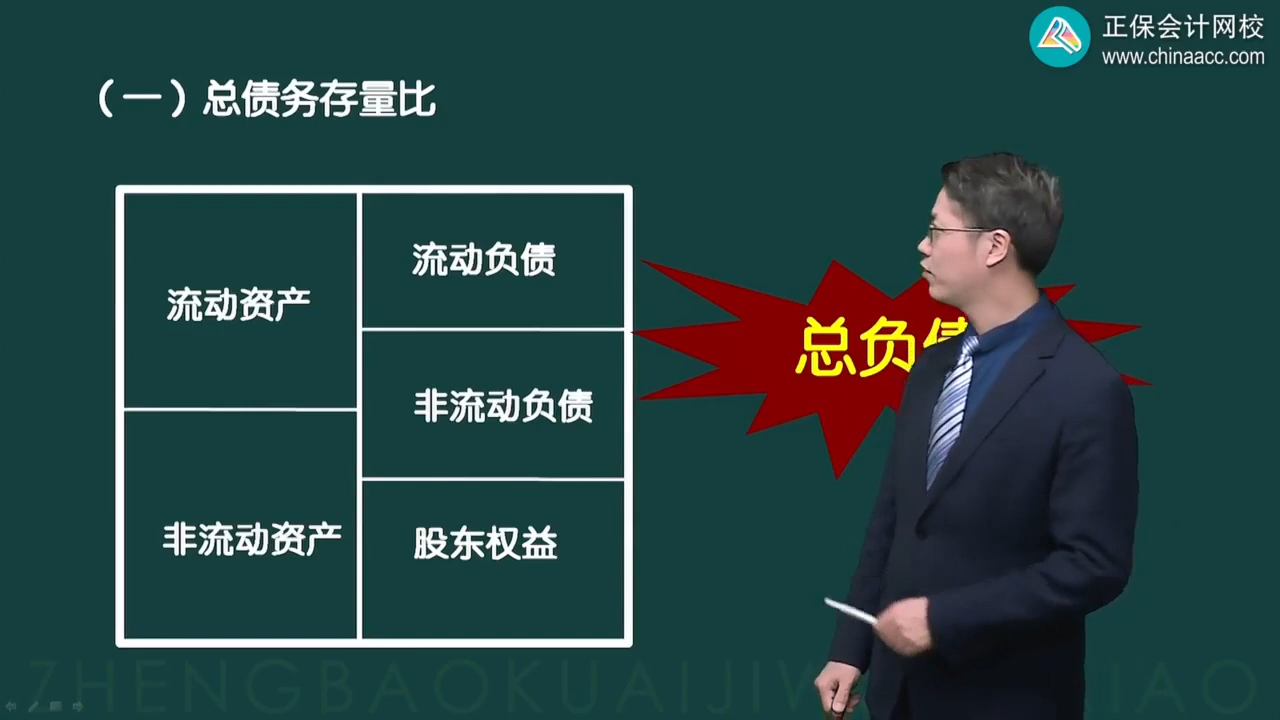 正保会计网校
www.chinaacc.com
（一）总债务存量比
流动资产
流动负债
非流动负债
非流动资产
股东权益
总负债